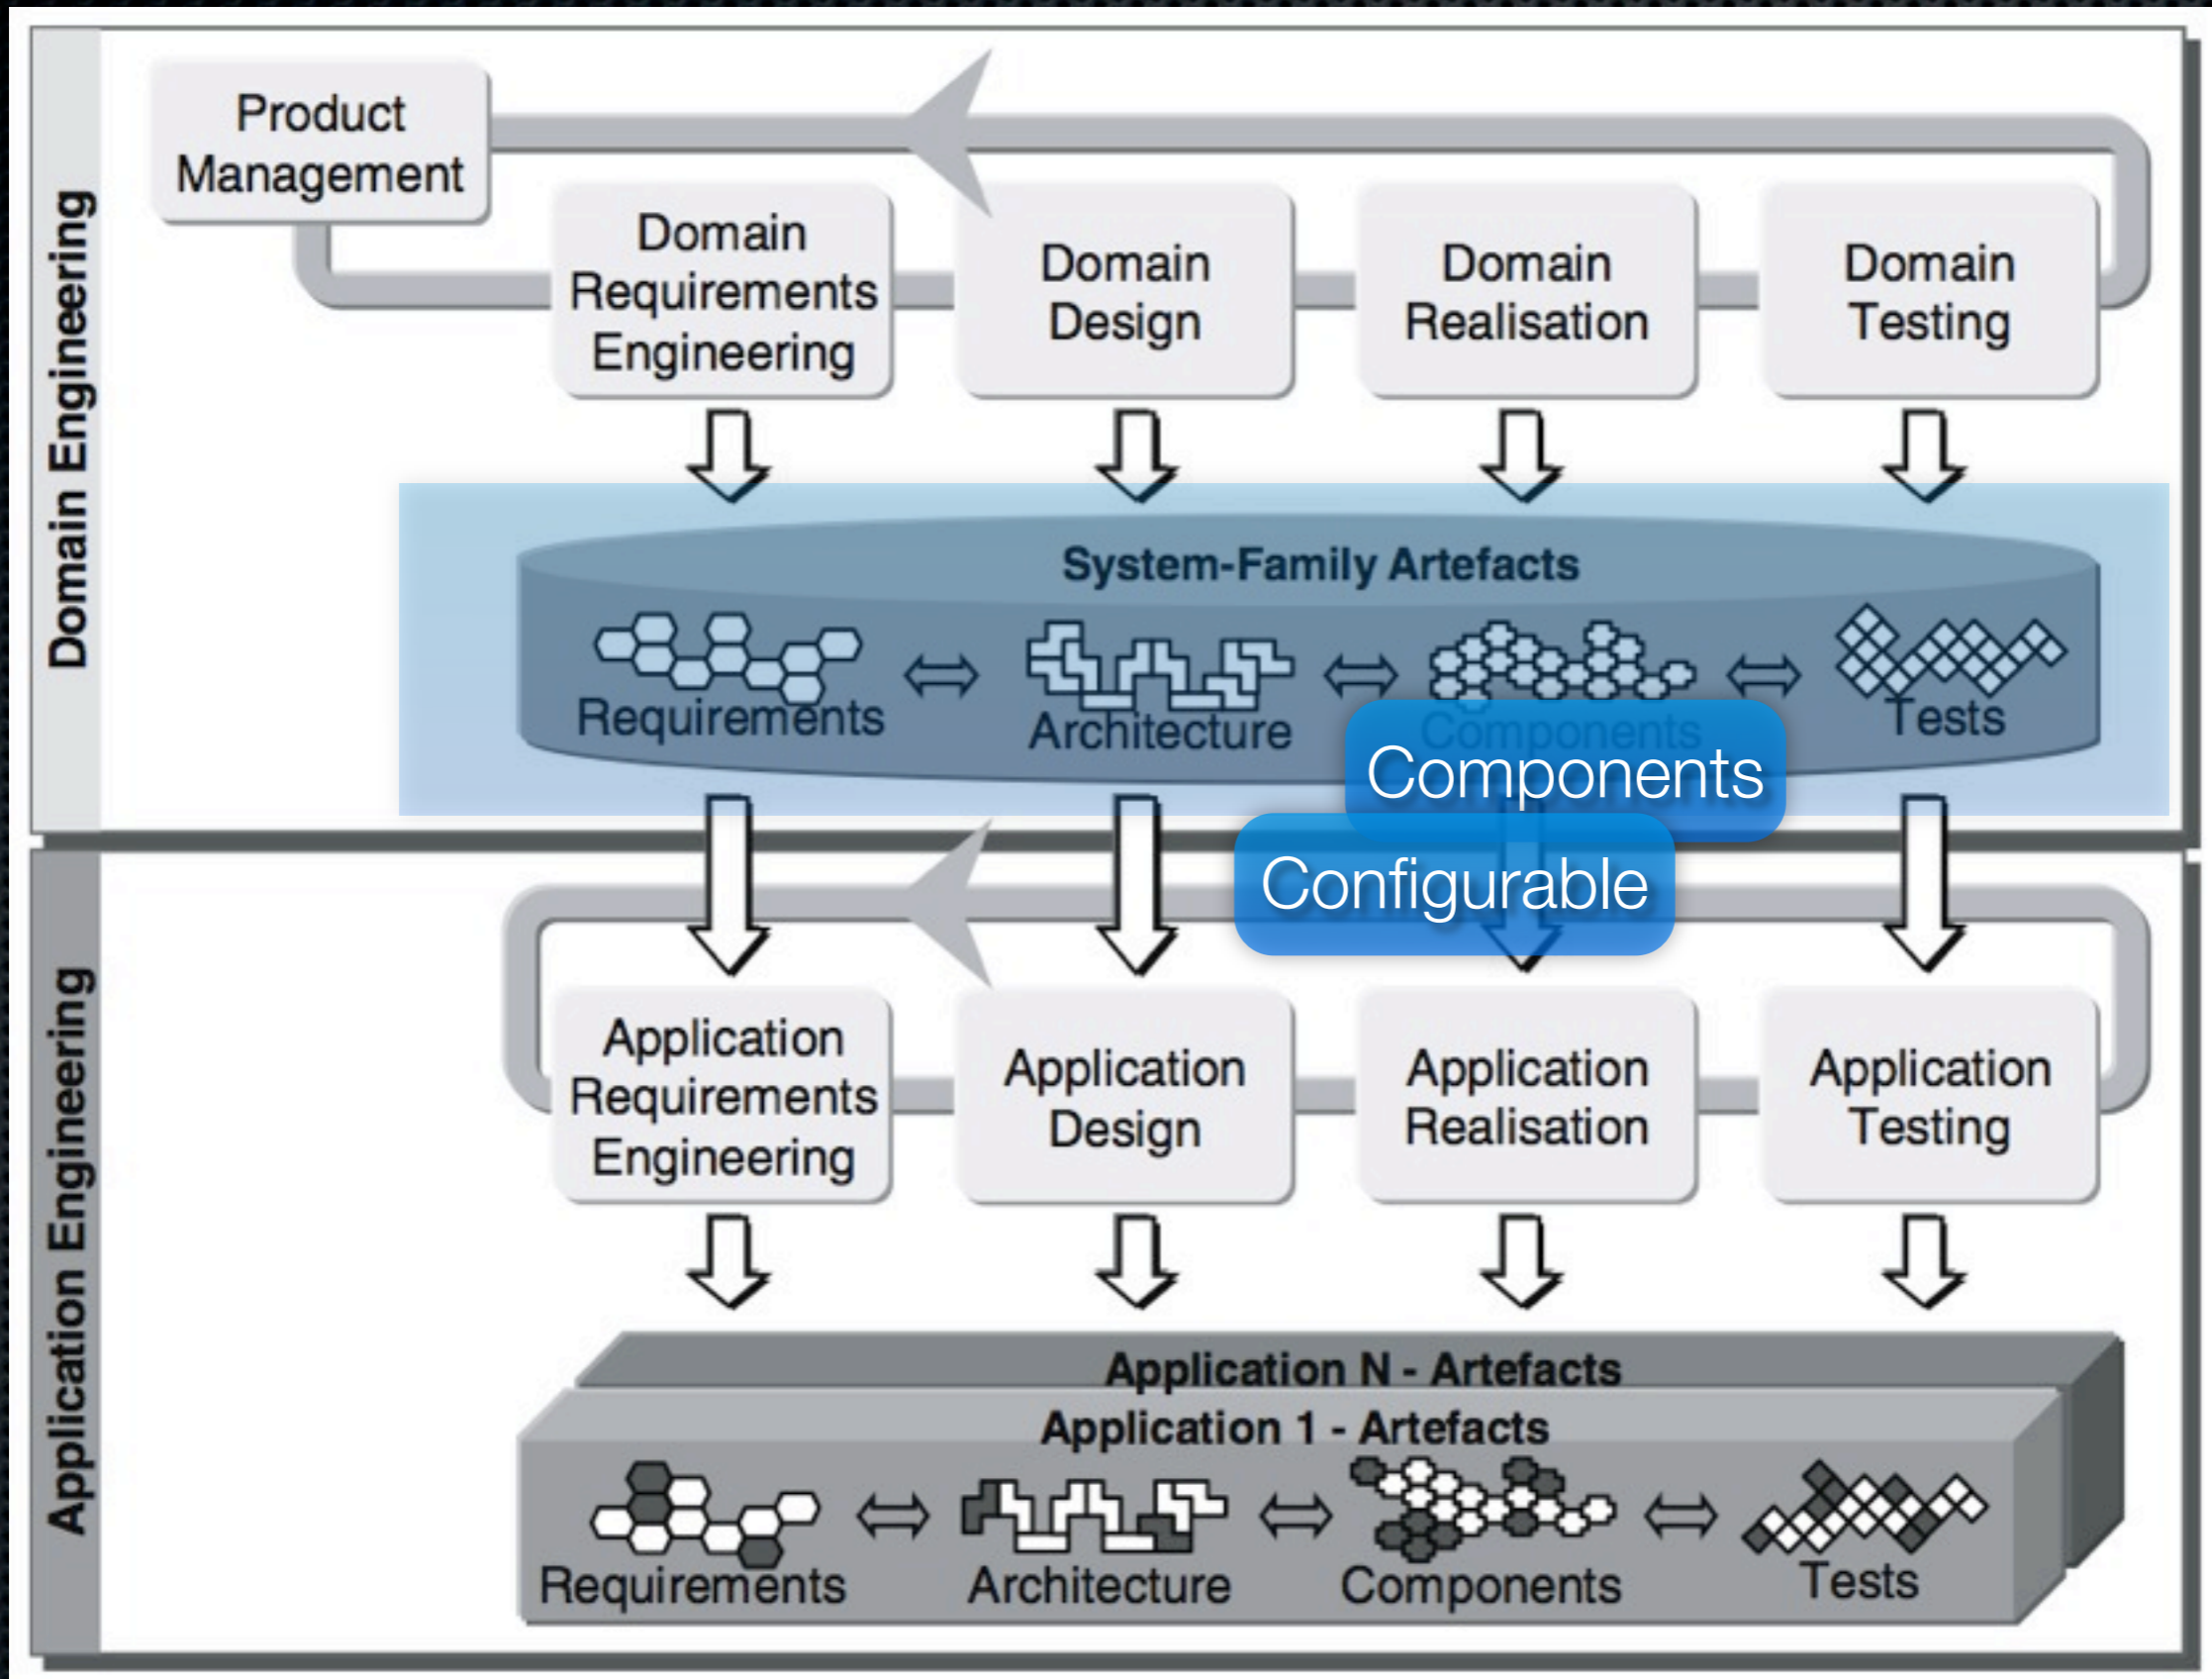 Domain Engineering
Product
Management
Domain
Requirements
Engineering
Domain
Design
Domain
Realisation
Domain
Testing
System-Family Artefacts
Requirements
Architecture
Components
Tests
Components
Configurable
Application Engineering
Application
Requirements
Engineering
Application
Design
Application
Realisation
Application
Testing
Application N - Artefacts
Application 1 - Artefacts
Requirements
Architecture
Components
Tests